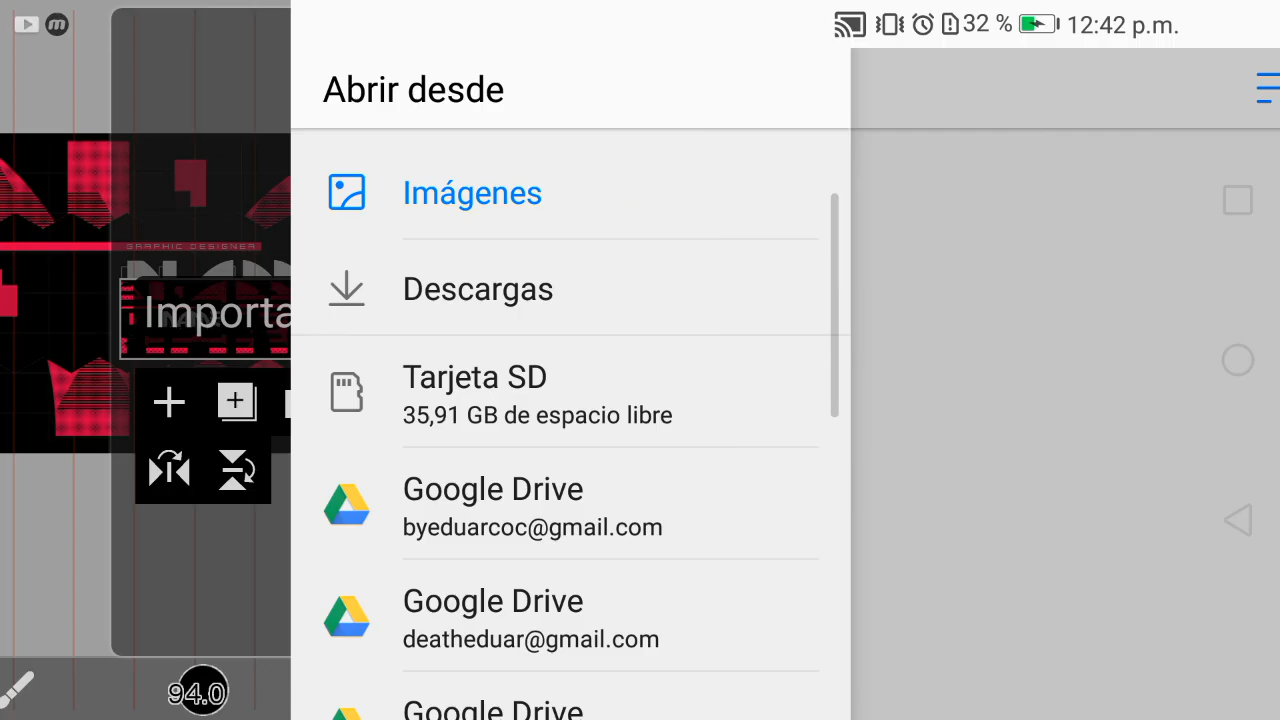 32 % 12:42 p.m.
Abrir desde
Imágenes
Descargas
Tarjeta SD
35,91 GB de espacio libre
Google Drive
byeduarcoc@gmail.com
Google Drive
deatheduar@gmail.com
Google Drive
GRAPHIC DESIGNER
Importa
94.0